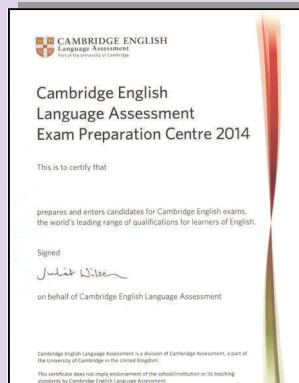 CAMBRIDGE ENGLISH
Language Assessment
Part of the University of Cambridge
Cambridge English
Language Assessment
Exam Preparation Centre 2014
This is to certify that
prepares and enters candidates for Cambridge English exams,
the world's leading range of qualifications for learners of English.
Signed
Juliet Wilson
on behalf of Cambridge English Language Assessment
Cambridge English Language Assessment is a division of Cambridge Assessment, a part of
the University of Cambridge in the United Kingdom.
This certificate does not imply endorsement of the school/institution or its teaching
standards by Cambridge English Language Assessment.